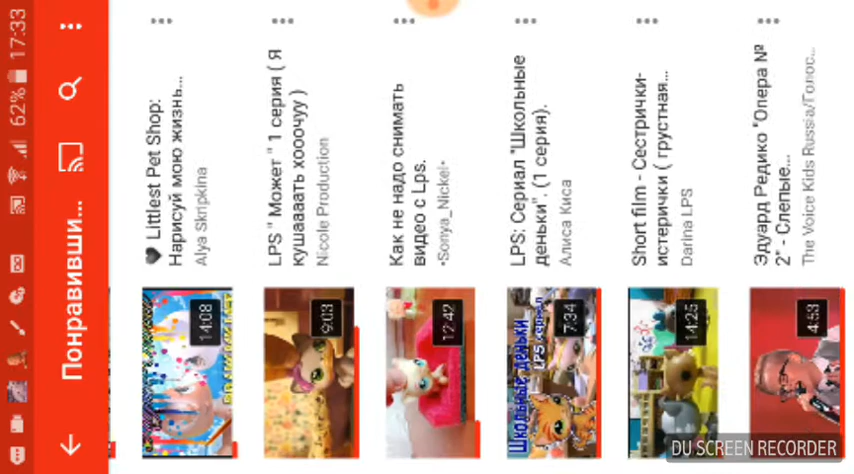 17:33
62%
Понравивши...
♥ Littlest Pet Shop:
Нарисуй мою жизнь...
Alya Skripkina
14:08
LPS " Может " 1 серия ( Я
кушаааать хооочуу )
Nicole Production
9:03
Как не надо снимать
видео с Lps.
•Sonya_Nickel•
12:42
LPS: Сериал "Школьные
деньки". (1 серия).
Алиса Киса
Школьные деньки
LPS сериал
7:34
Short film - Сестрички-
истерички ( грустная...
Darina LPS
14:25
Эдуард Редико "Опера №
2" - Слепые...
The Voice Kids Russia/Голос...
4:53
DU SCREEN RECORDER